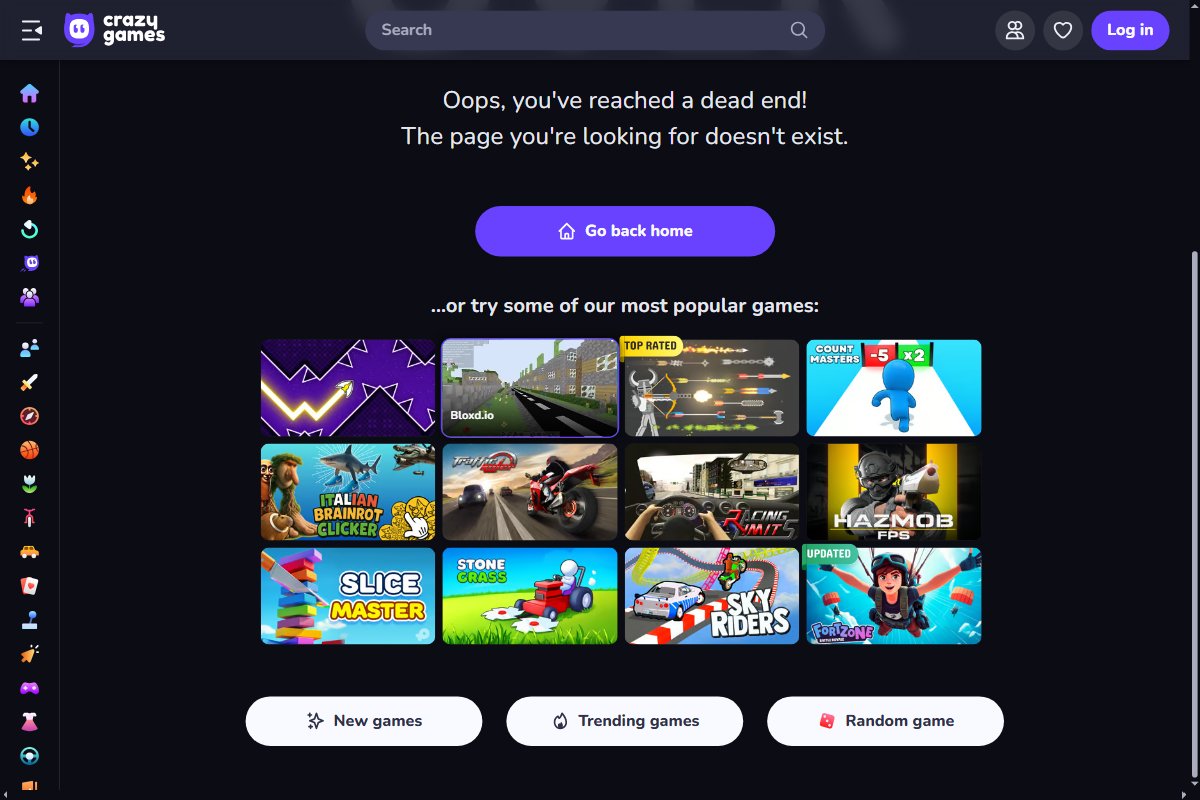 crazy
games
Search
Log in
Oops, you've reached a dead end!
The page you're looking for doesn't exist.
Go back home
...or try some of our most popular games:
Bloxd.io
TOP RATED
COUNT
MASTERS
-5
x2
ITALIAN
BRAINROT
CLICKER
Traffic
RACING
LIMITS
HAZMOB
FPS
SLICE
MASTER
STONE
GRASS
SKY
RIDERS
UPDATED
FORTZONE
BATTLE ROYALE
New games
Trending games
Random game